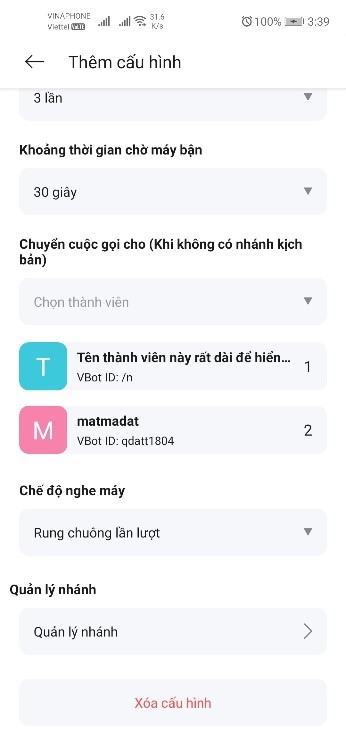 VINAPHONE
Viettel VoLTE
31.6
K/s
100%
3:39
Thêm cấu hình
3 lần
Khoảng thời gian chờ máy bận
30 giây
Chuyển cuộc gọi cho (Khi không có nhánh kịch
bản)
Chọn thành viên
T
Tên thành viên này rất dài để hiển...
1
VBot ID: /n
M
matmadat
2
VBot ID: qdatt1804
Chế độ nghe máy
Rung chuông lần lượt
Quản lý nhánh
Quản lý nhánh
Xóa cấu hình